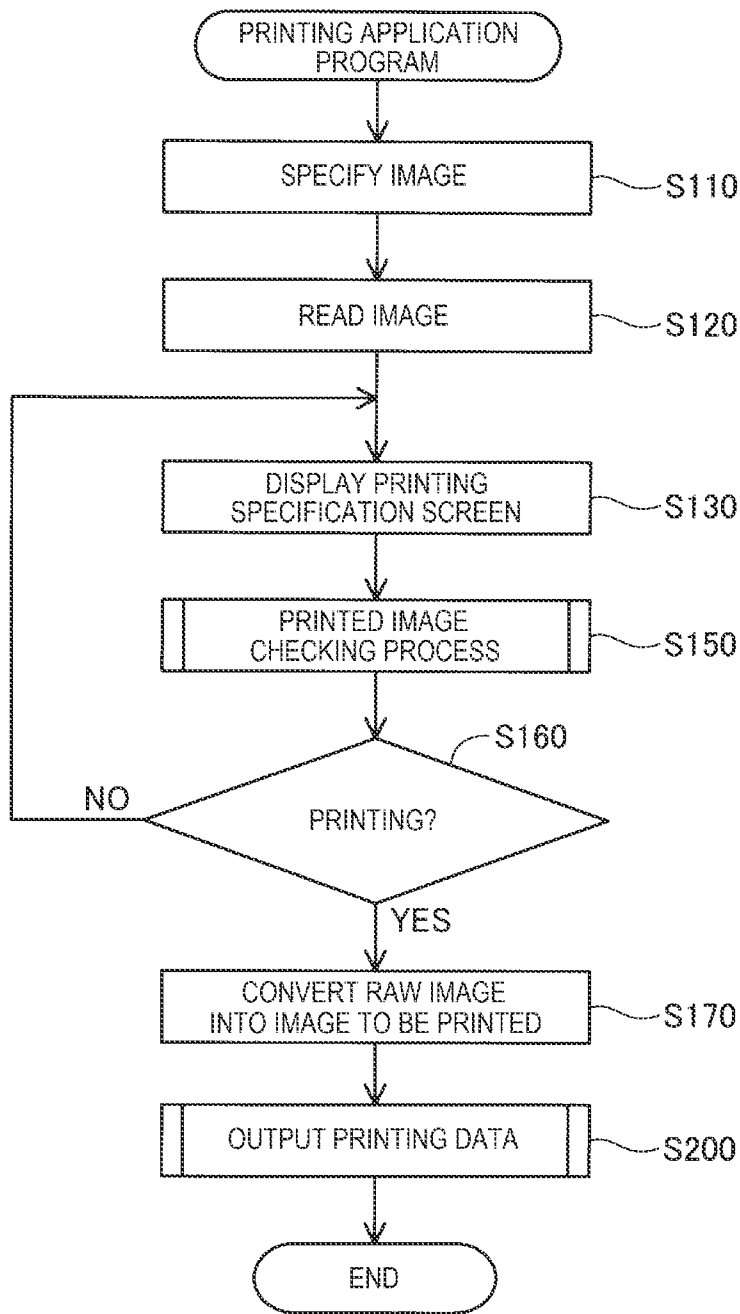 PRINTING APPLICATION
PROGRAM
SPECIFY IMAGE
S110
READ IMAGE
S120
DISPLAY PRINTING
SPECIFICATION SCREEN
S130
PRINTED IMAGE
CHECKING PROCESS
S150
S160
NO
PRINTING?
YES
CONVERT RAW IMAGE
INTO IMAGE TO BE PRINTED
S170
OUTPUT PRINTING DATA
S200
END